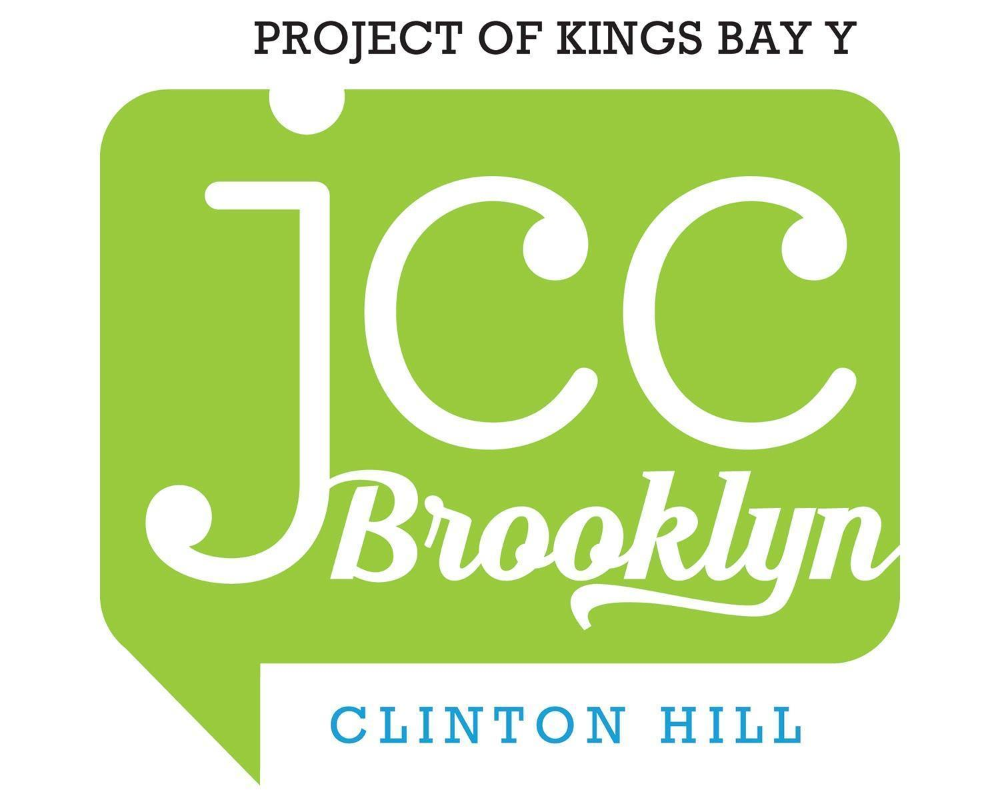 PROJECT OF KINGS BAY Y
jcc
Brooklyn
CLINTON HILL